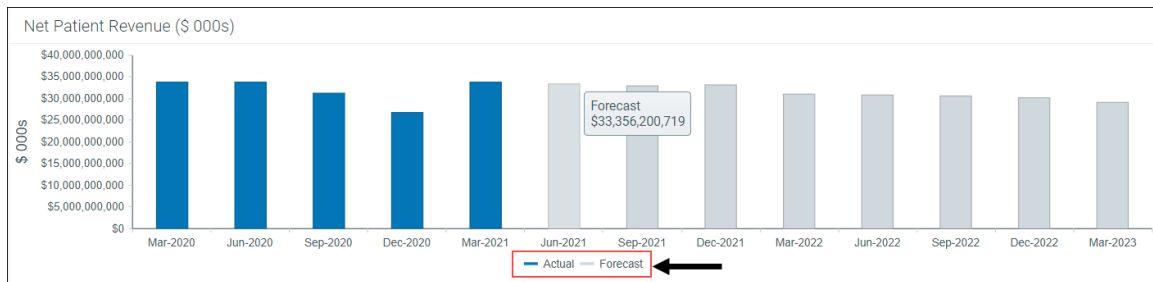 Net Patient Revenue ($ 000s)
$40,000,000,000
$35,000,000,000
$30,000,000,000
$25,000,000,000
$20,000,000,000
$15,000,000,000
$10,000,000,000
$5,000,000,000
$0
$ 000s
Forecast
$33,356,200,719
Mar-2020 Jun-2020 Sep-2020 Dec-2020 Mar-2021 Jun-2021 Sep-2021 Dec-2021 Mar-2022 Jun-2022 Sep-2022 Dec-2022 Mar-2023
Actual Forecast